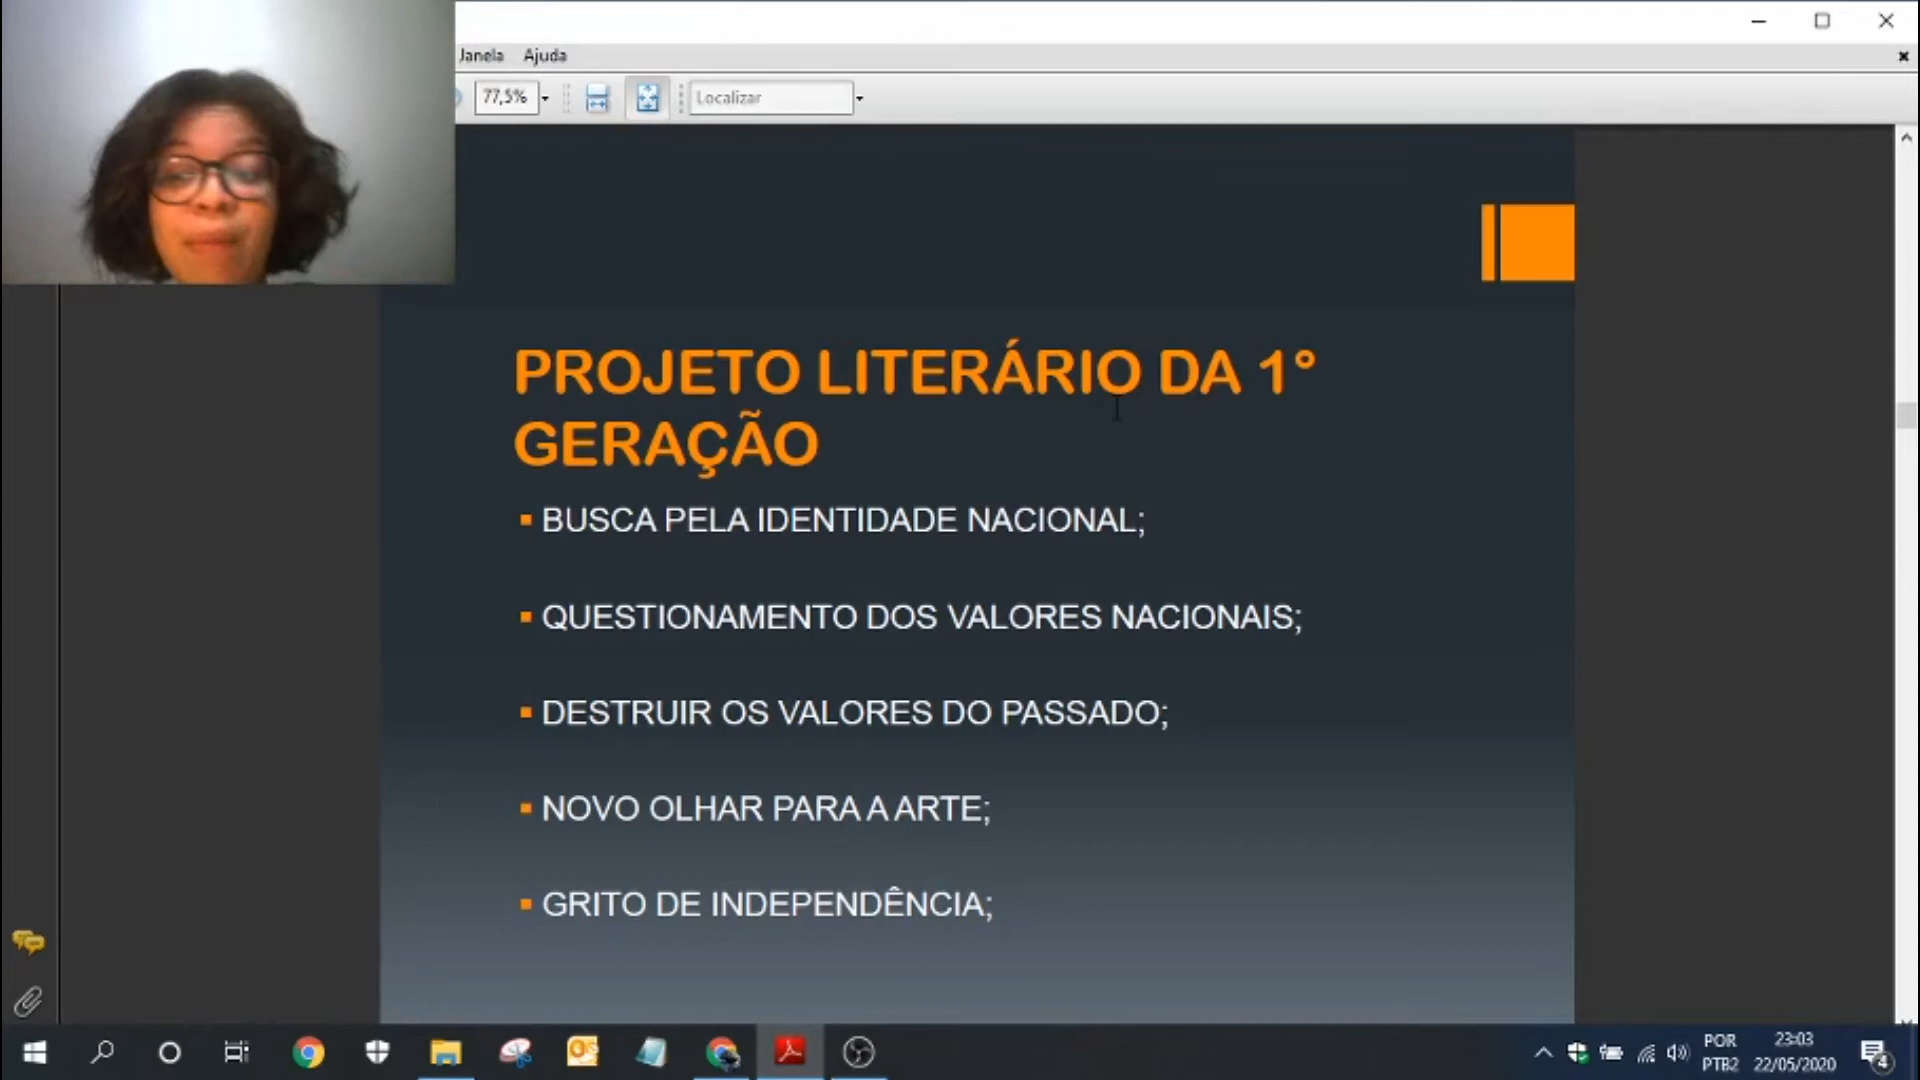 Janela Ajuda
77,5%
Localizar
PROJETO LITERÁRIO DA 1°
GERAÇÃO
BUSCA PELA IDENTIDADE NACIONAL;
QUESTIONAMENTO DOS VALORES NACIONAIS;
DESTRUIR OS VALORES DO PASSADO;
NOVO OLHAR PARA A ARTE;
GRITO DE INDEPENDÊNCIA;
POR
PTB2
23:03
22/05/2020
4